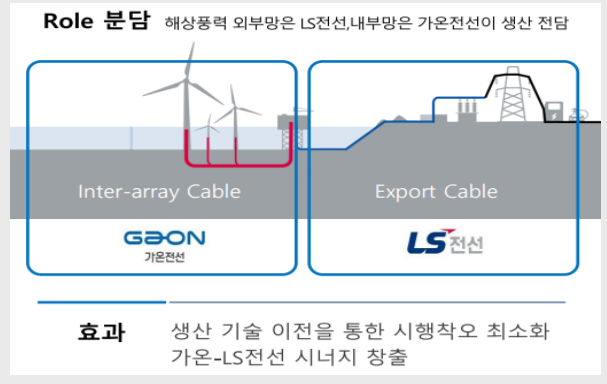 Role 분담 해상풍력 외부망은 LS전선,내부망은 가온전선이 생산 전담
Inter-array Cable
Export Cable
GAON
가온전선
LS전선
효과
생산 기술 이전을 통한 시행착오 최소화
가온-LS전선 시너지 창출